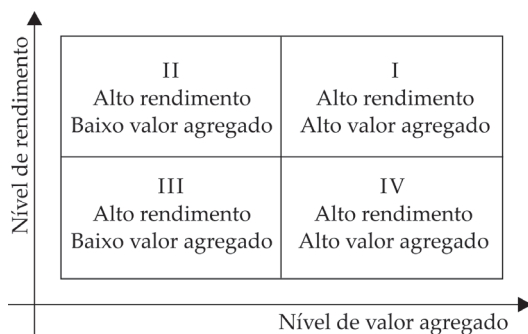 Nível de rendimento
II
Alto rendimento
Baixo valor agregado
I
Alto rendimento
Alto valor agregado
III
Alto rendimento
Baixo valor agregado
IV
Alto rendimento
Alto valor agregado
Nível de valor agregado